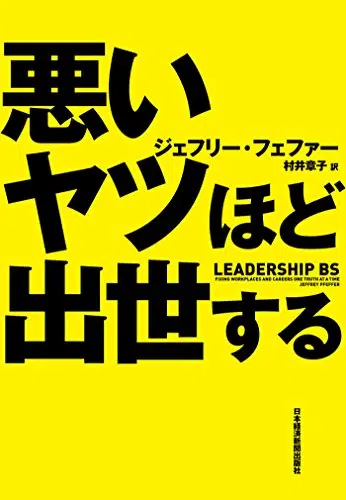 悪い
ヤツほど
出世する
ジェフリー・フェファー
村井章子 訳
LEADERSHIP BS
FIXING WORKPLACES AND CAREERS ONE TRUTH AT A TIME
JEFFREY PFEFFER
日本経済新聞出版社